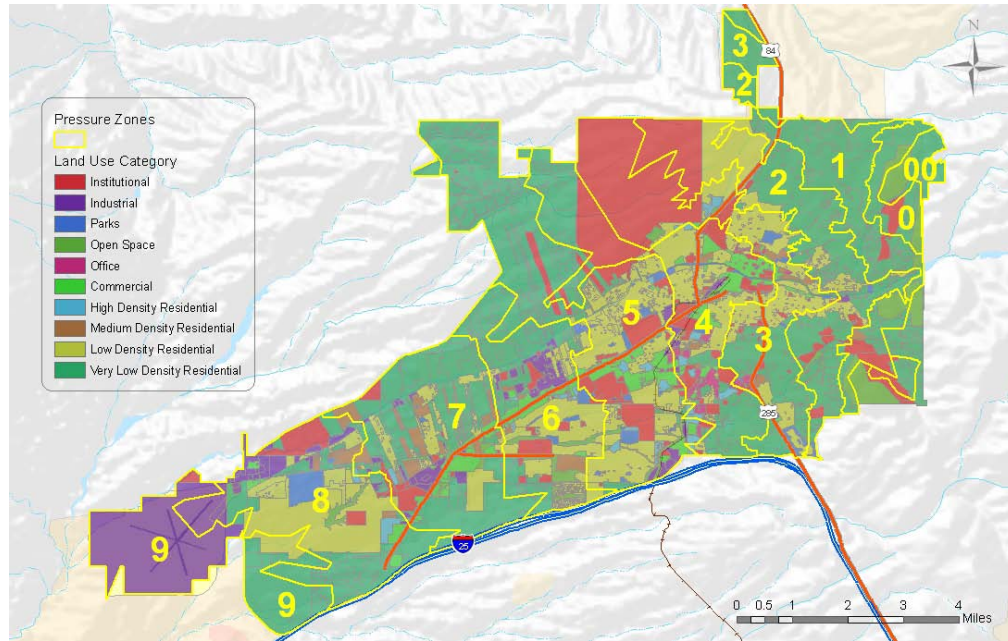 3
84
2
N
Pressure Zones
Land Use Category
Institutional
Industrial
Parks
Open Space
Office
Commercial
High Density Residential
Medium Density Residential
Low Density Residential
Very Low Density Residential
1
00
2
0
5
4
3
285
7
6
8
9
25
9
0 0.5 1 2 3 4
Miles